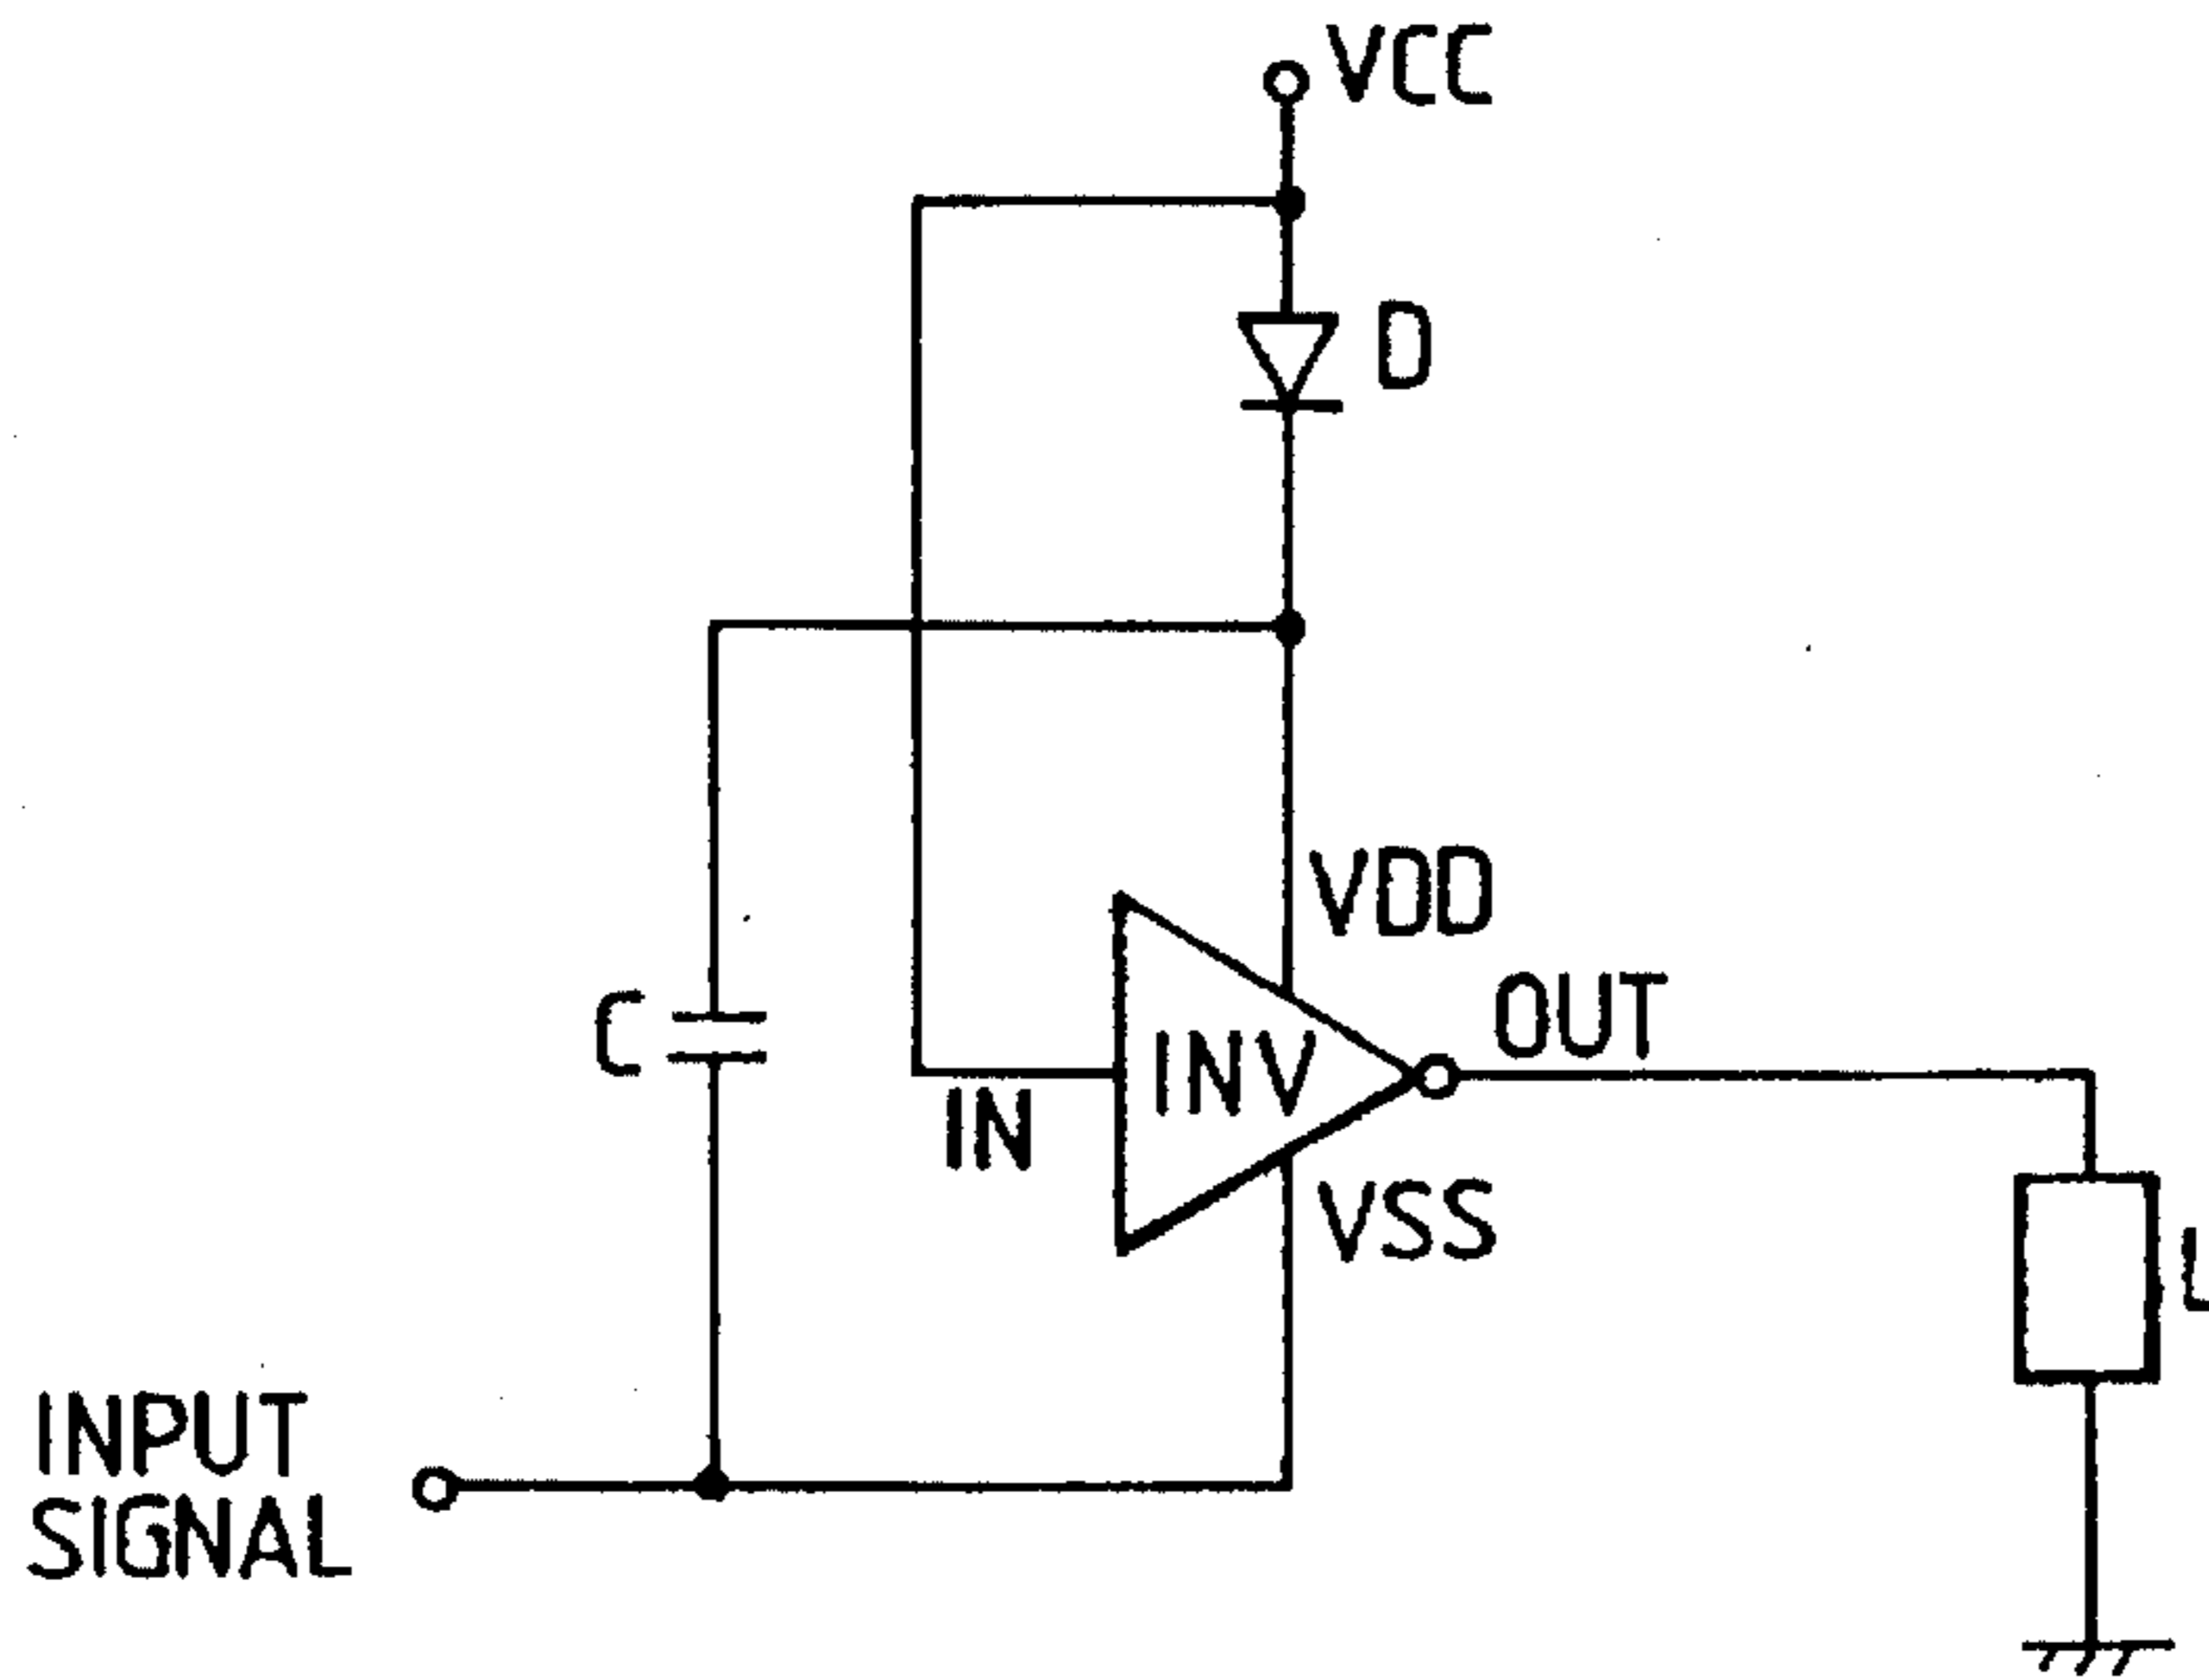 VCC
D
VDD
C
INV
OUT
IN
VSS
L
INPUT
SIGNAL